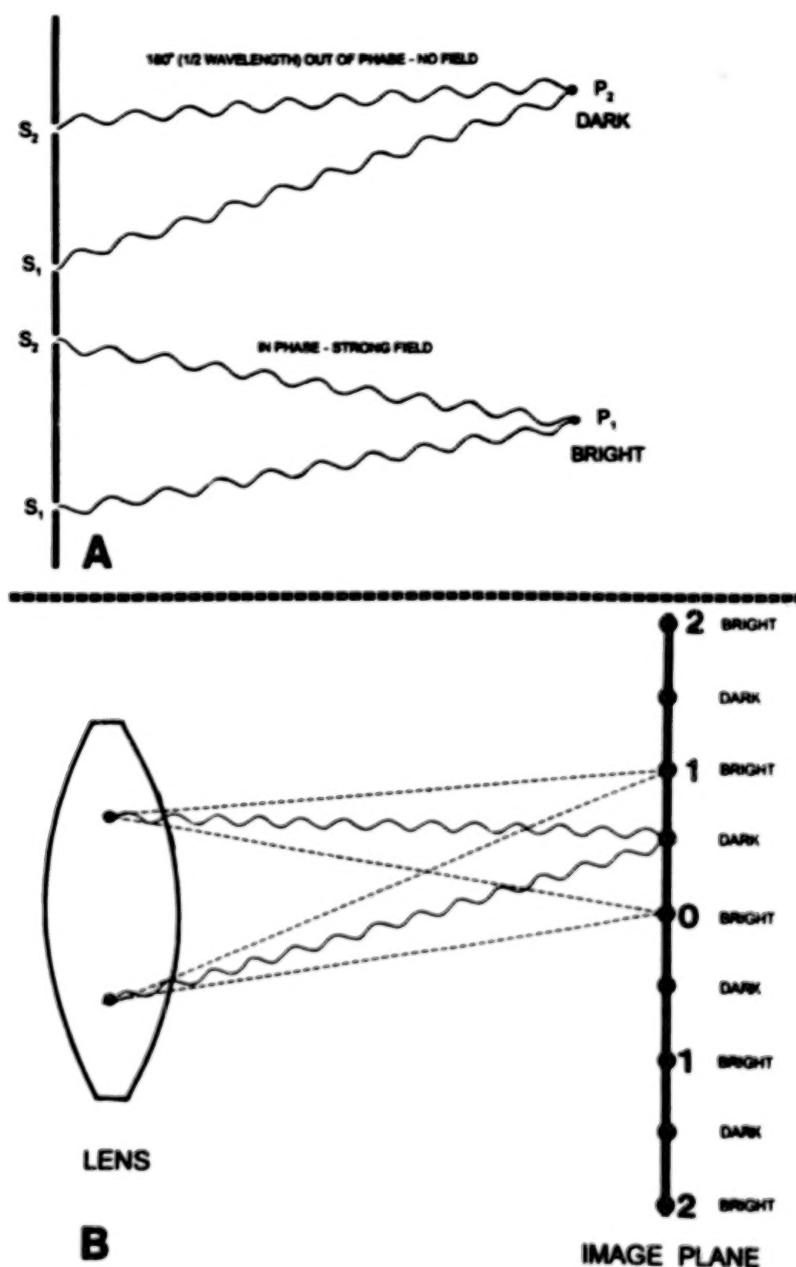 180° (1/2 WAVELENGTH) OUT OF PHASE - NO FIELD
P2
DARK
S2
S1
S2
IN PHASE - STRONG FIELD
P1
BRIGHT
S1
A
2 BRIGHT
DARK
1 BRIGHT
DARK
0 BRIGHT
DARK
1 BRIGHT
DARK
2 BRIGHT
LENS
B
IMAGE PLANE